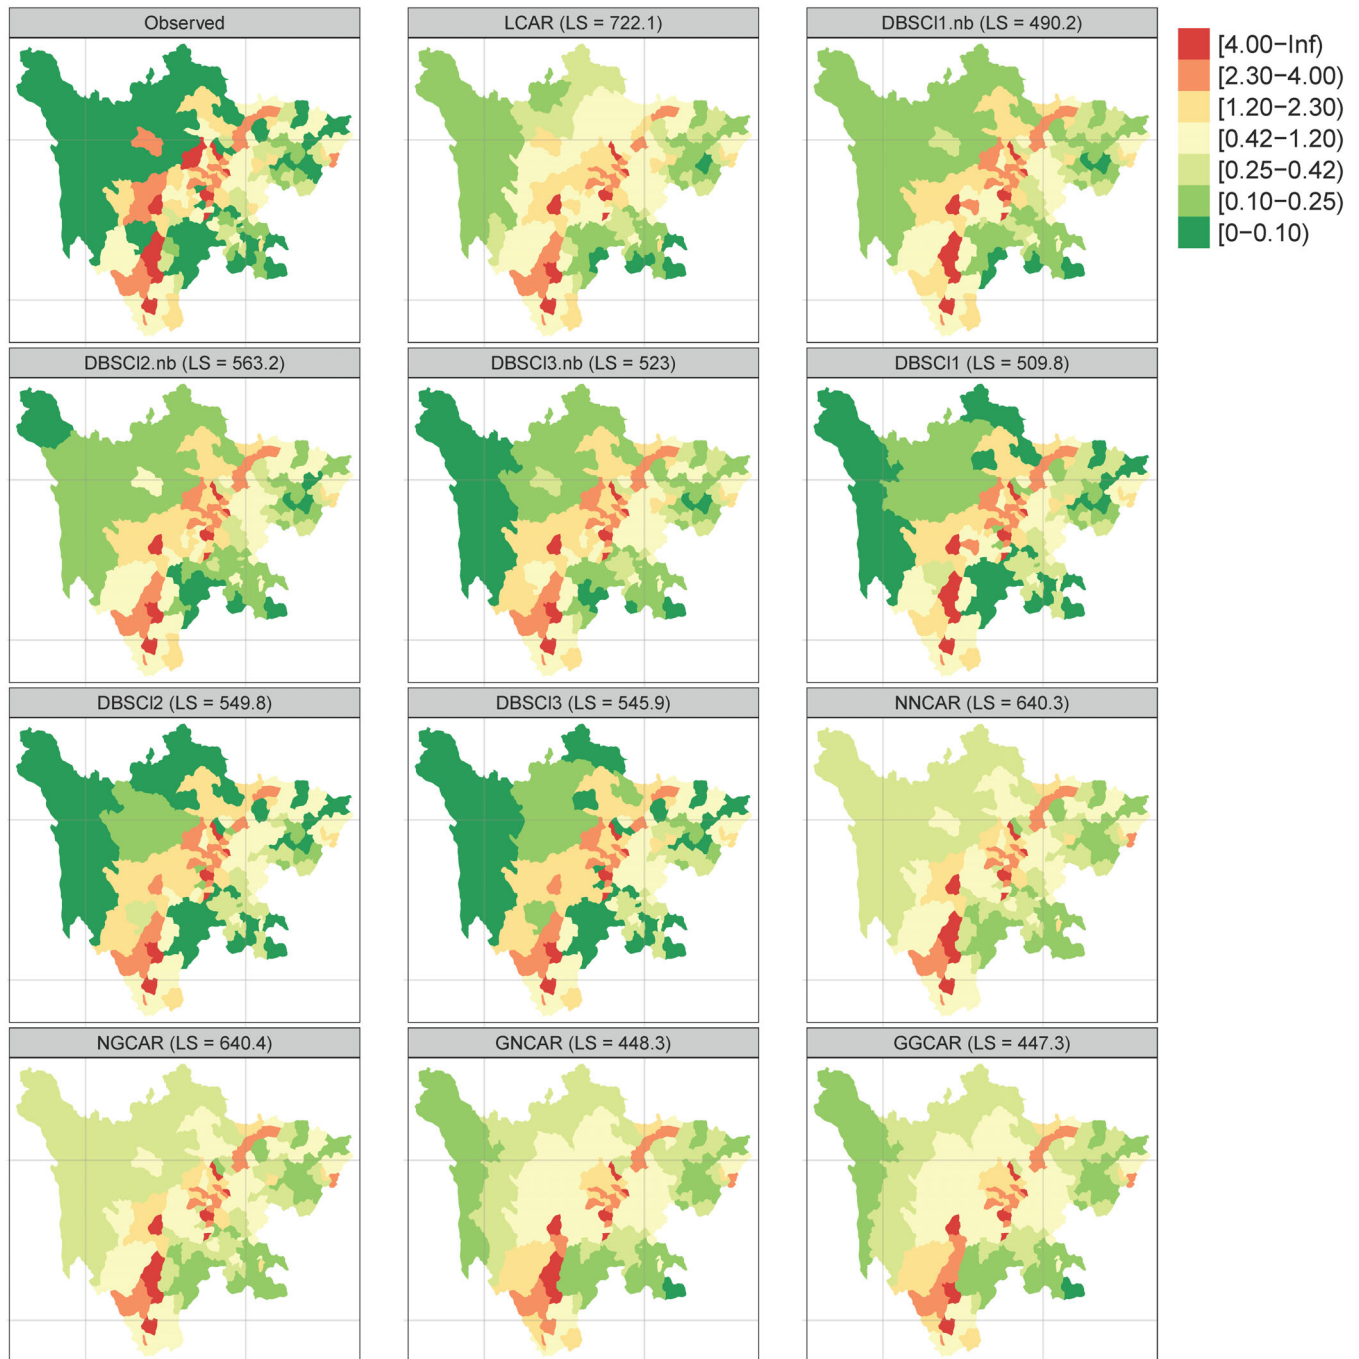 Observed
LCAR (LS = 722.1)
DBSCI1.nb (LS = 490.2)
[4.00−Inf)
[2.30−4.00)
[1.20−2.30)
[0.42−1.20)
[0.25−0.42)
[0.10−0.25)
[0−0.10)
DBSCI2.nb (LS = 563.2)
DBSCI3.nb (LS = 523)
DBSCI1 (LS = 509.8)
DBSCI2 (LS = 549.8)
DBSCI3 (LS = 545.9)
NNCAR (LS = 640.3)
NGCAR (LS = 640.4)
GNCAR (LS = 448.3)
GGCAR (LS = 447.3)